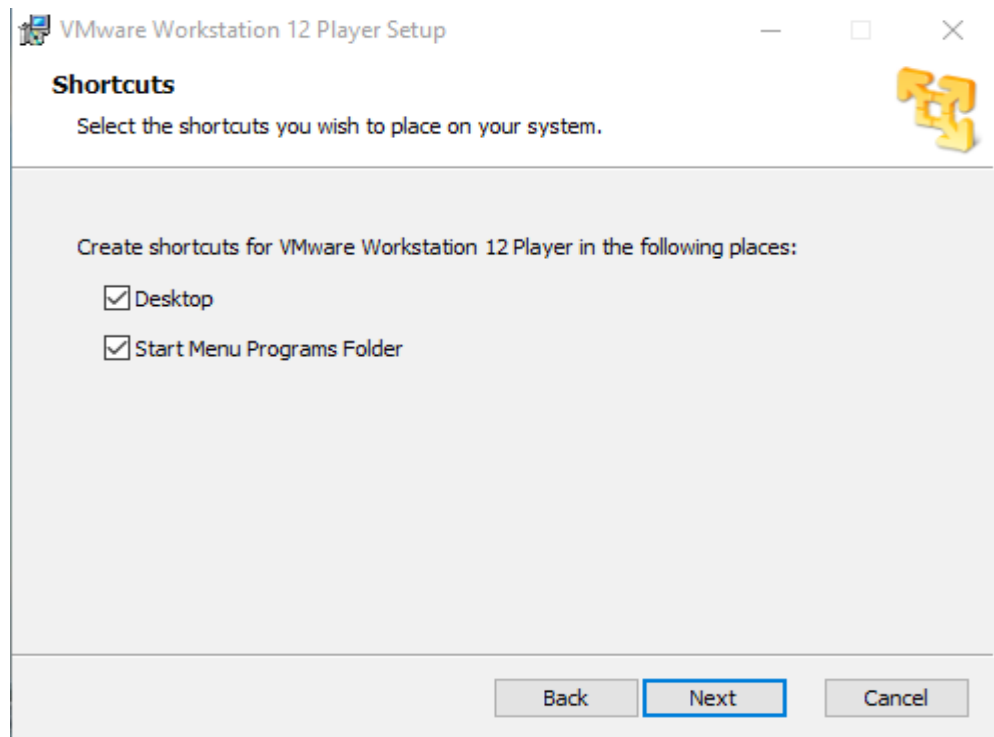 VMware Workstation 12 Player Setup
Shortcuts
Select the shortcuts you wish to place on your system.
Create shortcuts for VMware Workstation 12 Player in the following places:
Desktop
Start Menu Programs Folder
Back Next Cancel